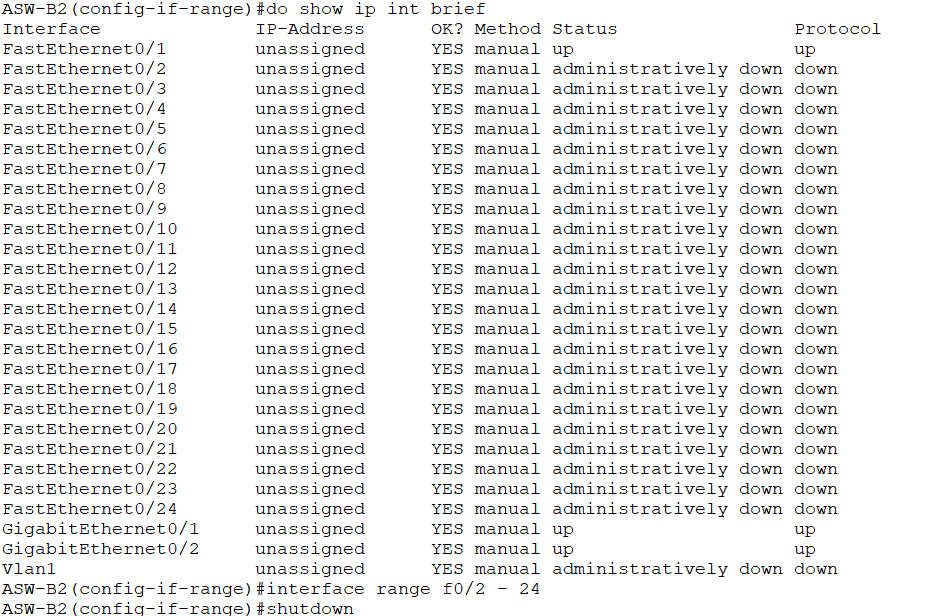 ASW-B2(config-if-range)#do show ip int brief
Interface              IP-Address      OK? Method Status                Protocol
FastEthernet0/1        unassigned      YES manual up                    up
FastEthernet0/2        unassigned      YES manual administratively down down
FastEthernet0/3        unassigned      YES manual administratively down down
FastEthernet0/4        unassigned      YES manual administratively down down
FastEthernet0/5        unassigned      YES manual administratively down down
FastEthernet0/6        unassigned      YES manual administratively down down
FastEthernet0/7        unassigned      YES manual administratively down down
FastEthernet0/8        unassigned      YES manual administratively down down
FastEthernet0/9        unassigned      YES manual administratively down down
FastEthernet0/10       unassigned      YES manual administratively down down
FastEthernet0/11       unassigned      YES manual administratively down down
FastEthernet0/12       unassigned      YES manual administratively down down
FastEthernet0/13       unassigned      YES manual administratively down down
FastEthernet0/14       unassigned      YES manual administratively down down
FastEthernet0/15       unassigned      YES manual administratively down down
FastEthernet0/16       unassigned      YES manual administratively down down
FastEthernet0/17       unassigned      YES manual administratively down down
FastEthernet0/18       unassigned      YES manual administratively down down
FastEthernet0/19       unassigned      YES manual administratively down down
FastEthernet0/20       unassigned      YES manual administratively down down
FastEthernet0/21       unassigned      YES manual administratively down down
FastEthernet0/22       unassigned      YES manual administratively down down
FastEthernet0/23       unassigned      YES manual administratively down down
FastEthernet0/24       unassigned      YES manual administratively down down
GigabitEthernet0/1     unassigned      YES manual up                    up
GigabitEthernet0/2     unassigned      YES manual up                    up
Vlan1                  unassigned      YES manual administratively down down
ASW-B2(config-if-range)#interface range f0/2 - 24
ASW-B2(config-if-range)#shutdown